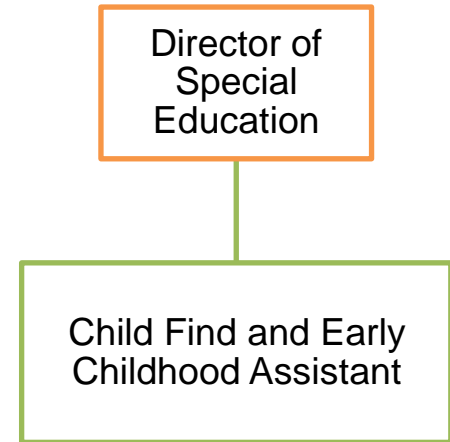 Director of
Special
Education
Child Find and Early
Childhood Assistant